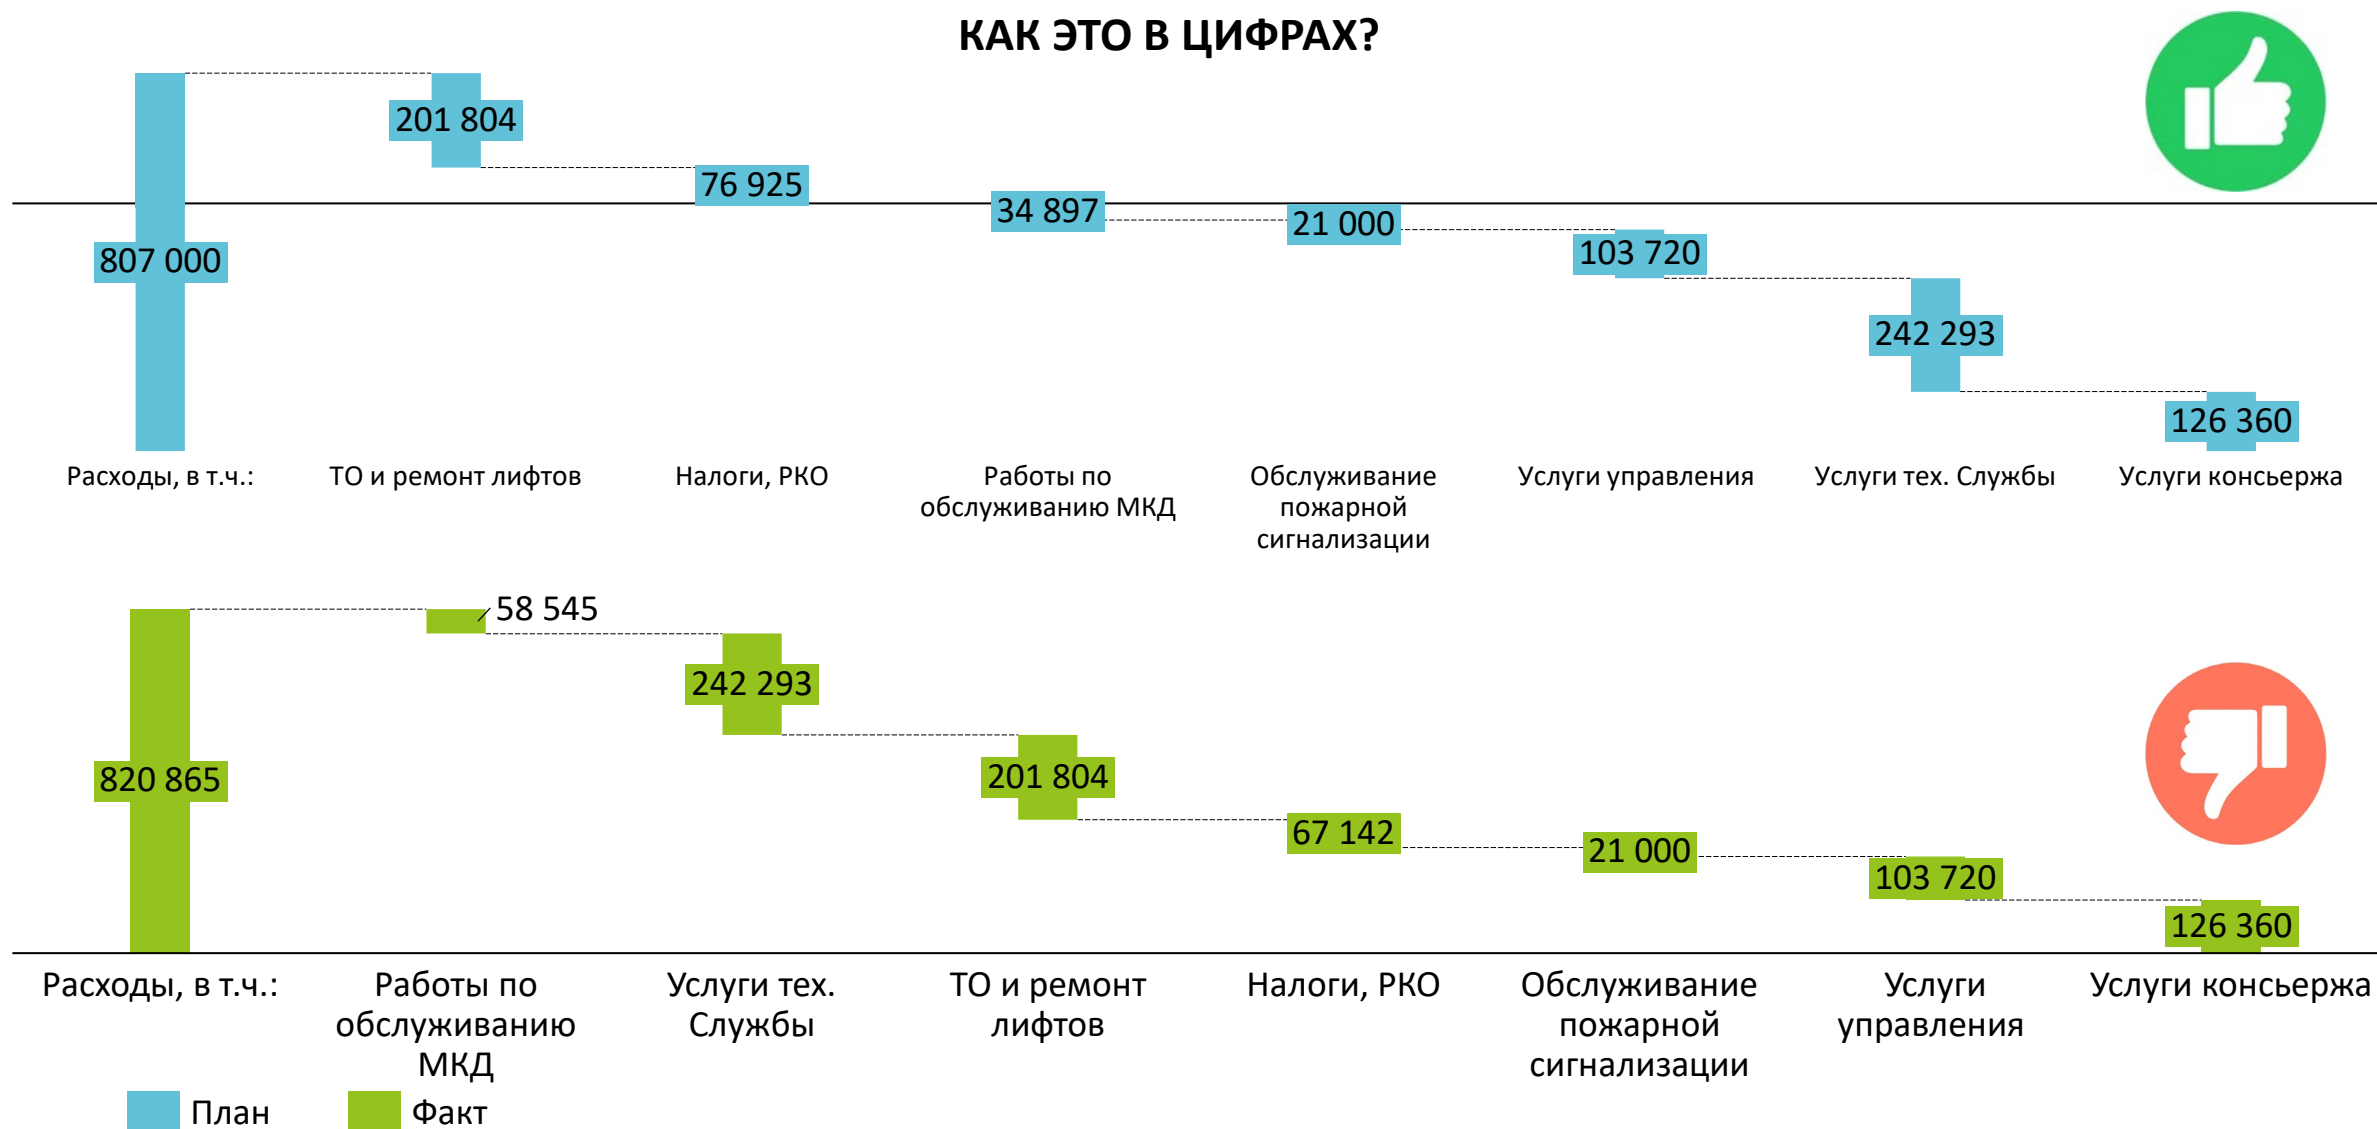 КАК ЭТО В ЦИФРАХ?
201 804
76 925
34 897
21 000
103 720
807 000
242 293
126 360
Расходы, в т.ч.:
ТО и ремонт лифтов
Налоги, РКО
Работы по
обслуживанию МКД
Обслуживание
пожарной
сигнализации
Услуги управления
Услуги тех. Службы
Услуги консьержа
58 545
242 293
820 865
201 804
67 142
21 000
103 720
126 360
Расходы, в т.ч.:
Работы по
обслуживанию
МКД
Услуги тех.
Службы
ТО и ремонт
лифтов
Налоги, РКО
Обслуживание
пожарной
сигнализации
Услуги
управления
Услуги консьержа
План
Факт